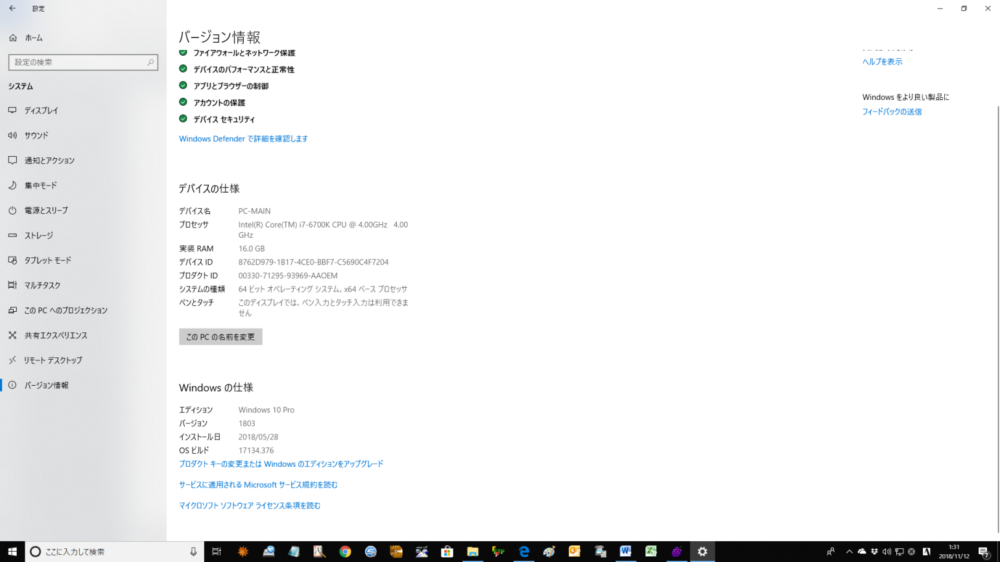 設定
ホーム
設定の検索
システム
ディスプレイ
サウンド
通知とアクション
集中モード
電源とスリープ
ストレージ
タブレット モード
マルチタスク
この PC へのプロジェクション
共有エクスペリエンス
リモート デスクトップ
バージョン情報
バージョン情報
ファイアウォールとネットワーク保護
デバイスのパフォーマンスと正常性
アプリとブラウザーの制御
アカウントの保護
デバイス セキュリティ
Windows Defender で詳細を確認します
デバイスの仕様
デバイス名 PC-MAIN
プロセッサ Intel(R) Core(TM) i7-6700K CPU @ 4.00GHz 4.00
GHz
実装 RAM 16.0 GB
デバイス ID 8762D979-1B17-4CE0-BBF7-C5690C4F7204
プロダクト ID 00330-71295-93969-AAOEM
システムの種類 64 ビット オペレーティング システム、x64 ベース プロセッサ
ペンとタッチ このディスプレイでは、ペン入力とタッチ入力は利用できま
せん
この PC の名前を変更
Windows の仕様
エディション Windows 10 Pro
バージョン 1803
インストール日 2018/05/28
OS ビルド 17134.376
プロダクト キーの変更または Windows のエディションをアップグレード
サービスに適用される Microsoft サービス規約を読む
マイクロソフト ソフトウェア ライセンス条項を読む
ヘルプを表示
Windows をより良い製品に
フィードバックの送信
ここに入力して検索
A
1:31
2018/11/12
7